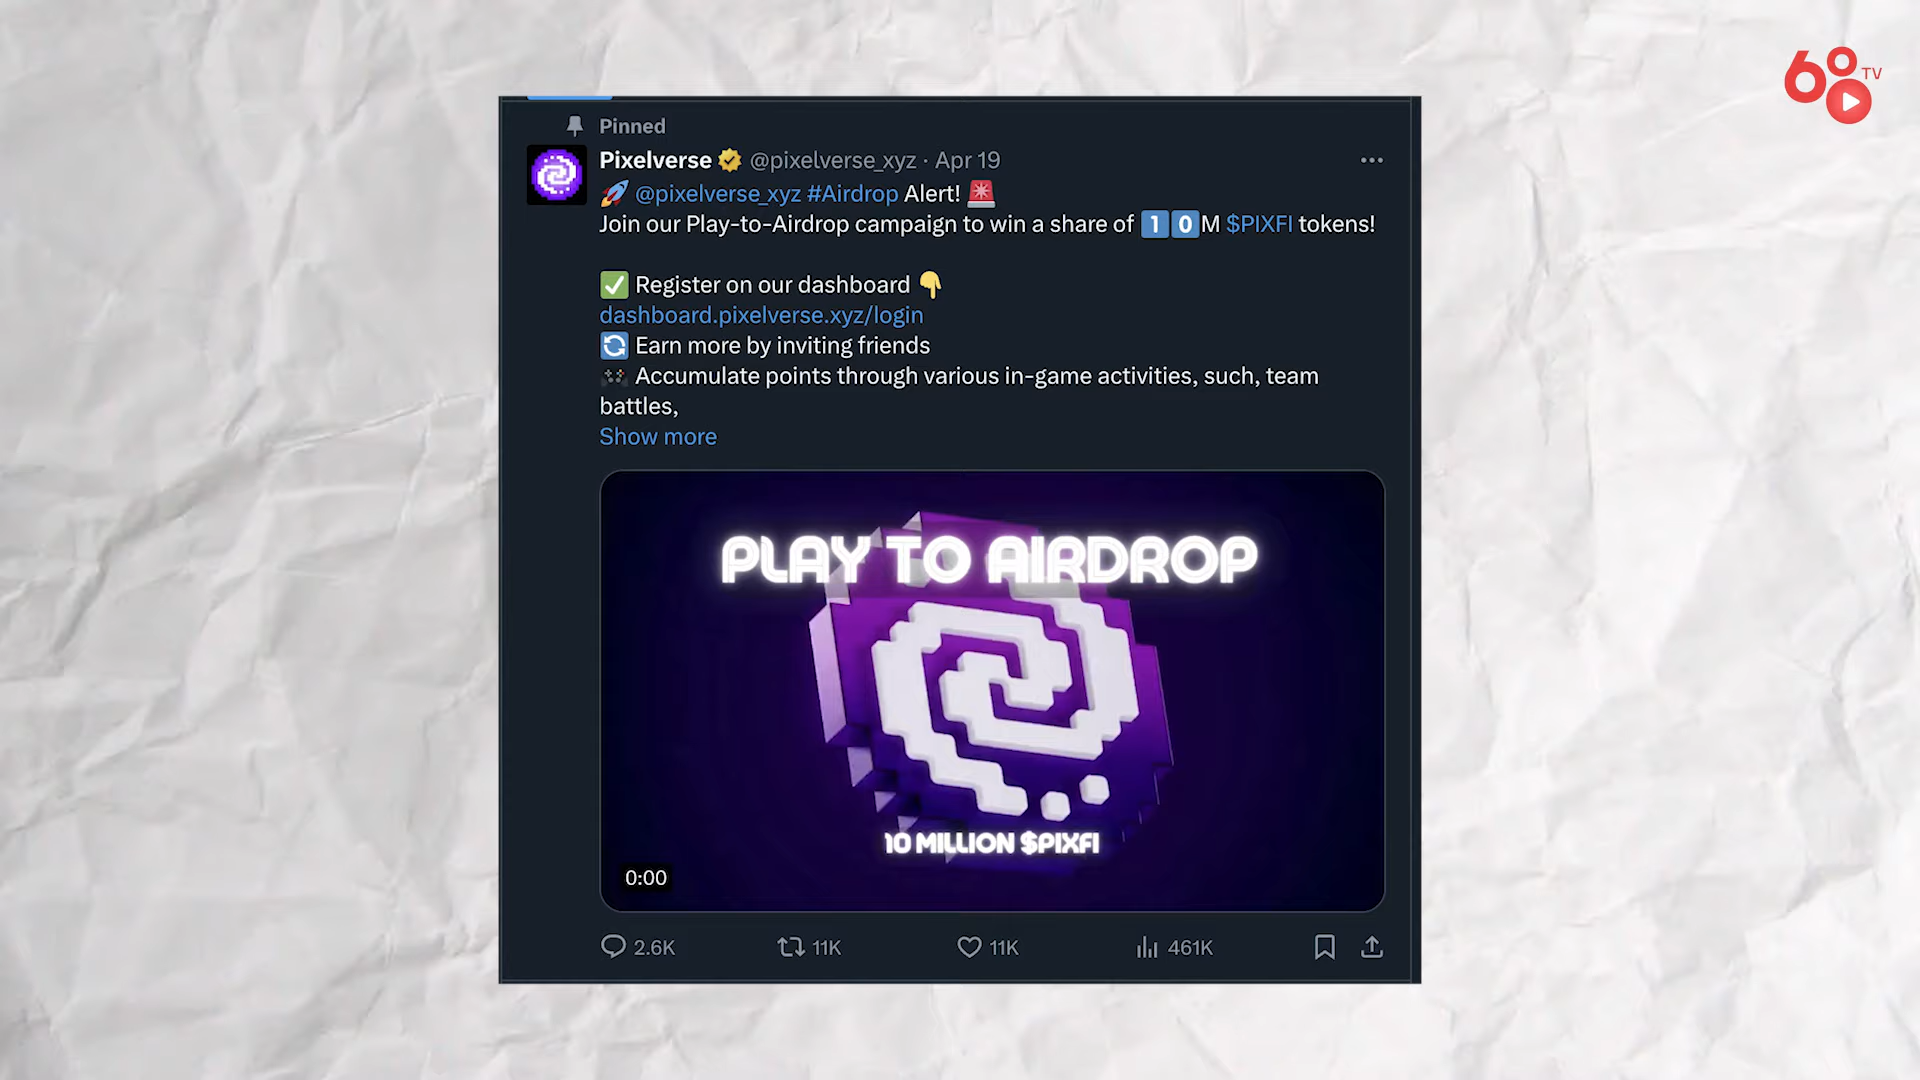 68 TV
Pinned
Pixelverse @pixelverse_xyz · Apr 19
🚀 @pixelverse_xyz #Airdrop Alert! 🚨
Join our Play-to-Airdrop campaign to win a share of 1️⃣0️⃣M $PIXFI tokens!
✅ Register on our dashboard 👇
dashboard.pixelverse.xyz/login
🔄 Earn more by inviting friends
🎮 Accumulate points through various in-game activities, such, team
battles,
Show more
PLAY TO AIRDROP
10 MILLION $PIXFI
0:00
2.6K 11K 11K 461K